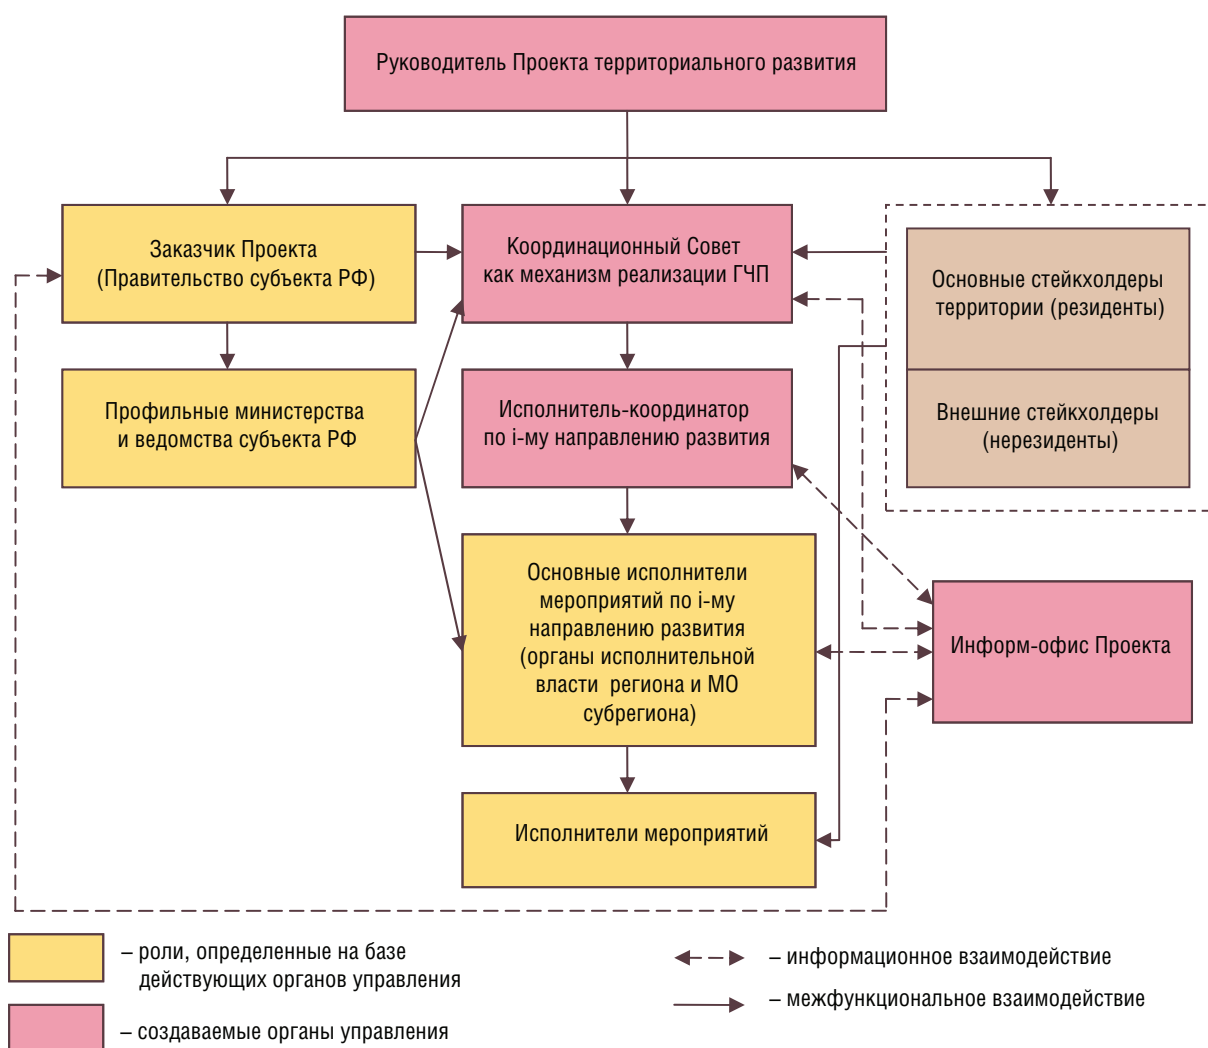 Руководитель Проекта территориального развития
Заказчик Проекта
(Правительство субъекта РФ)
Координационный Совет
как механизм реализации ГЧП
Основные стейкхолдеры
территории (резиденты)
Профильные министерства
и ведомства субъекта РФ
Исполнитель-координатор
по i-му направлению развития
Внешние стейкхолдеры
(нерезиденты)
Основные исполнители
мероприятий по i-му
направлению развития
(органы исполнительной
власти региона и МО
субрегиона)
Информ-офис Проекта
Исполнители мероприятий
– роли, определенные на базе
действующих органов управления
– создаваемые органы управления
– информационное взаимодействие
– межфункциональное взаимодействие